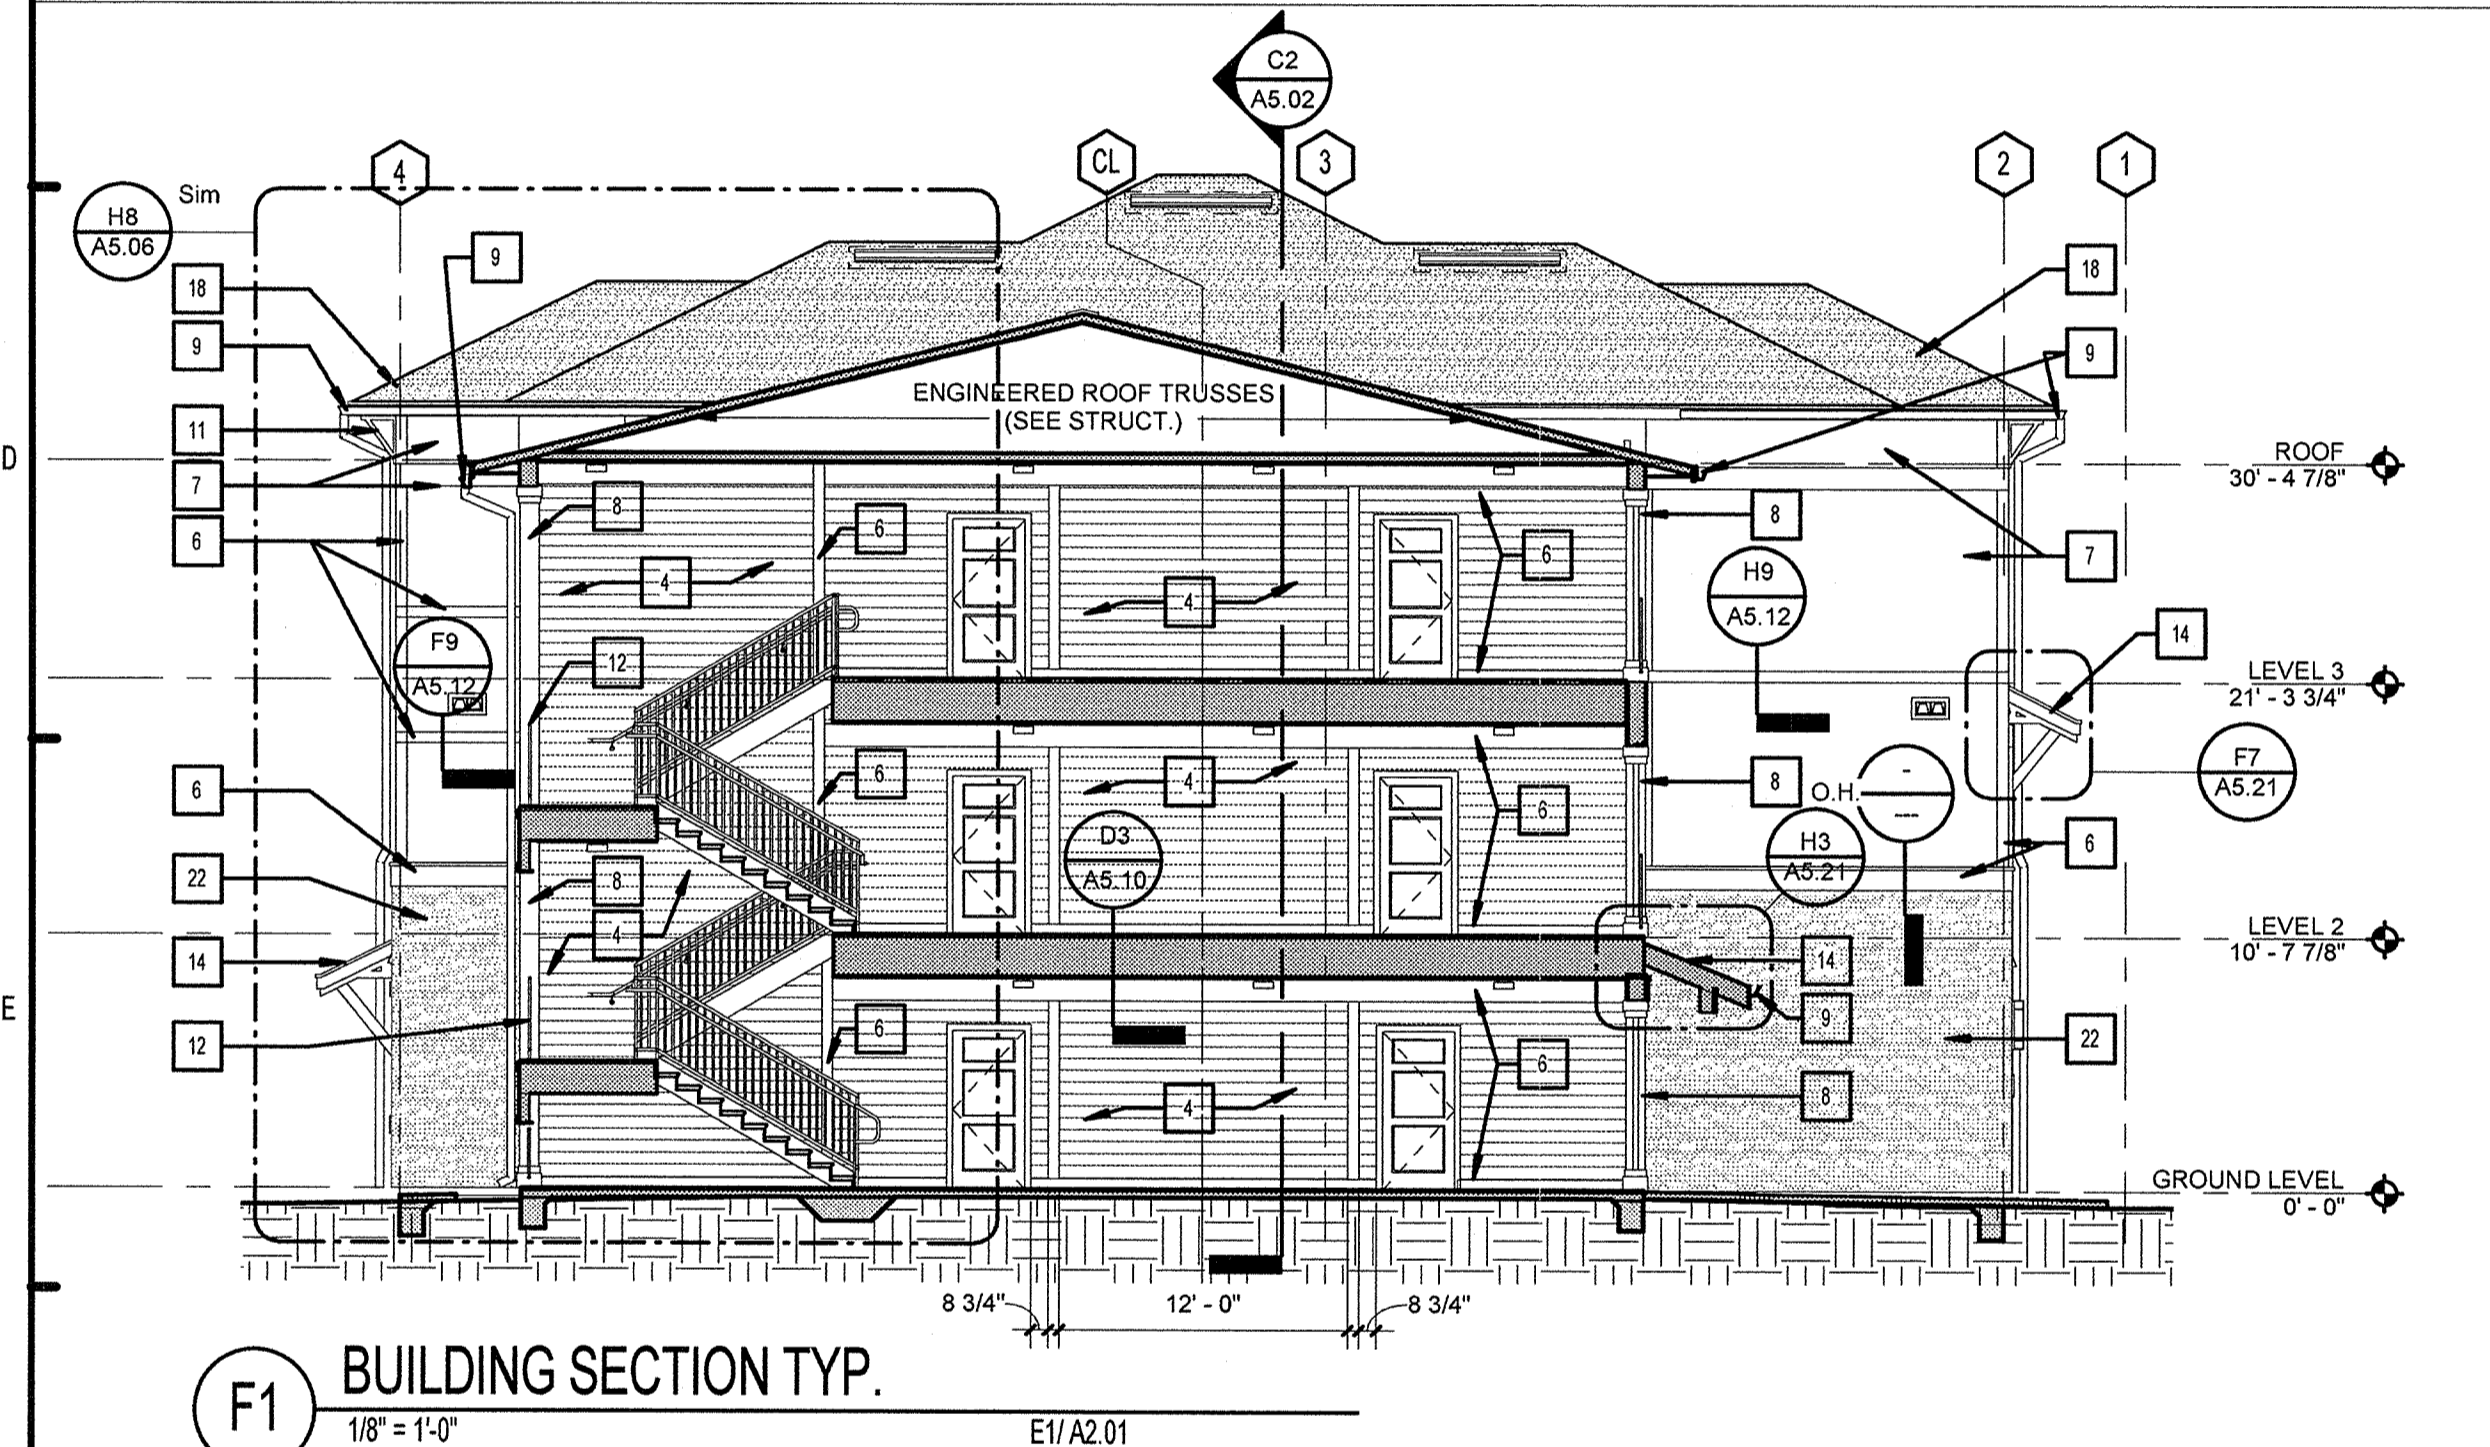 C2
A5.02
4
CL
3
2
1
H8
A5.06
Sim
9
18
18
9
9
ENGINEERED ROOF TRUSSES
(SEE STRUCT.)
11
D
ROOF
30' - 4 7/8"
7
8
8
6
6
6
4
7
H9
A5.12
4
14
F9
A5.12
12
LEVEL 3
21' - 3 3/4"
6
6
4
8
O.H.
-
---
F7
A5.21
6
D3
A5.10
H3
A5.21
6
22
8
4
LEVEL 2
10' - 7 7/8"
14
14
E
12
6
9
22
6
4
8
GROUND LEVEL
0' - 0"
8 3/4"
12' - 0"
8 3/4"
F1
BUILDING SECTION TYP.
1/8" = 1'-0"
E1/ A2.01